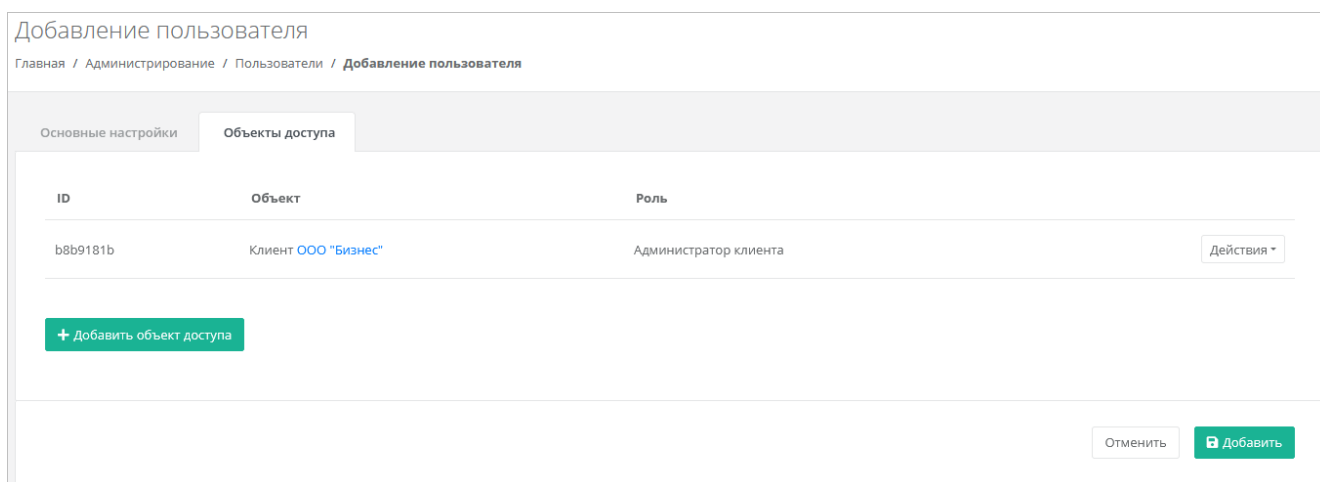 Добавление пользователя
Главная / Администрирование / Пользователи / Добавление пользователя
Основные настройки Объекты доступа
ID Объект Роль
b8b9181b Клиент ООО "Бизнес" Администратор клиента Действия
Добавить объект доступа
Отменить Добавить